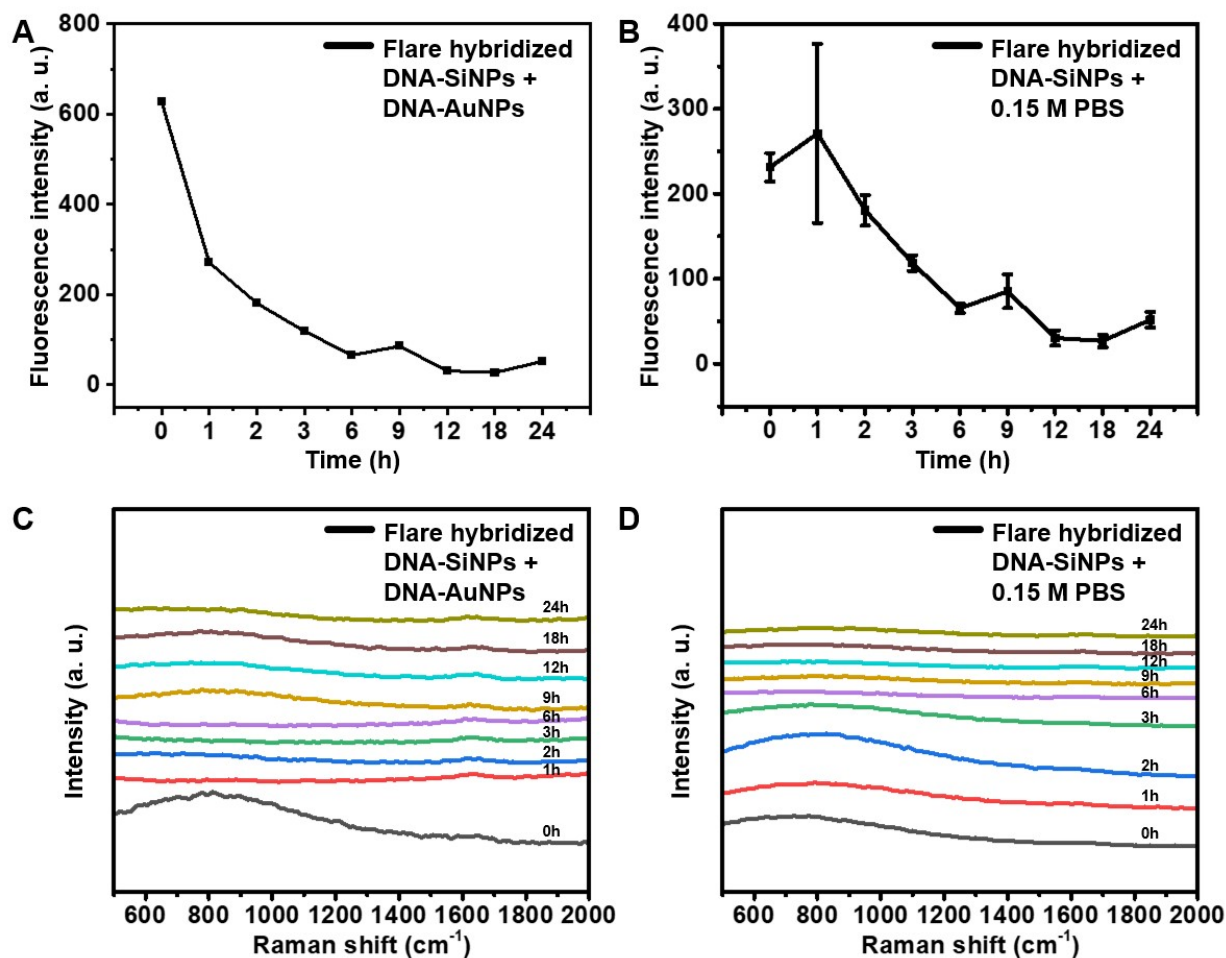 A
Fluorescence intensity (a. u.)
800
600
400
200
0
Flare hybridized
DNA-SiNPs +
DNA-AuNPs
0 1 2 3 6 9 12 18 24
Time (h)
B
Fluorescence intensity (a. u.)
400
300
200
100
0
Flare hybridized
DNA-SiNPs +
0.15 M PBS
0 1 2 3 6 9 12 18 24
Time (h)
C
Intensity (a. u.)
Flare hybridized
DNA-SiNPs +
DNA-AuNPs
24h
18h
12h
9h
6h
3h
2h
1h
0h
600 800 1000 1200 1400 1600 1800 2000
Raman shift (cm⁻¹)
D
Intensity (a. u.)
Flare hybridized
DNA-SiNPs +
0.15 M PBS
24h
18h
12h
9h
6h
3h
2h
1h
0h
600 800 1000 1200 1400 1600 1800 2000
Raman shift (cm⁻¹)